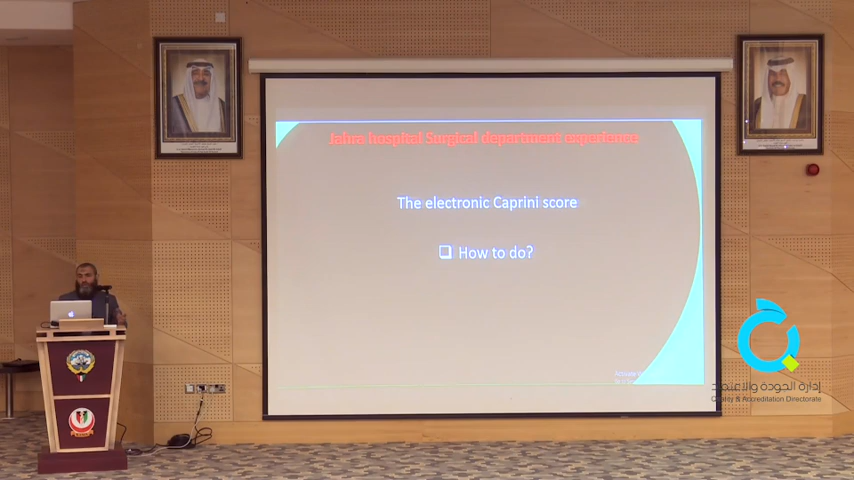 Jahra hospital Surgical department experience
The electronic Caprini score
How to do?
إدارة الجودة والاعتماد
Quality & Accreditation Directorate